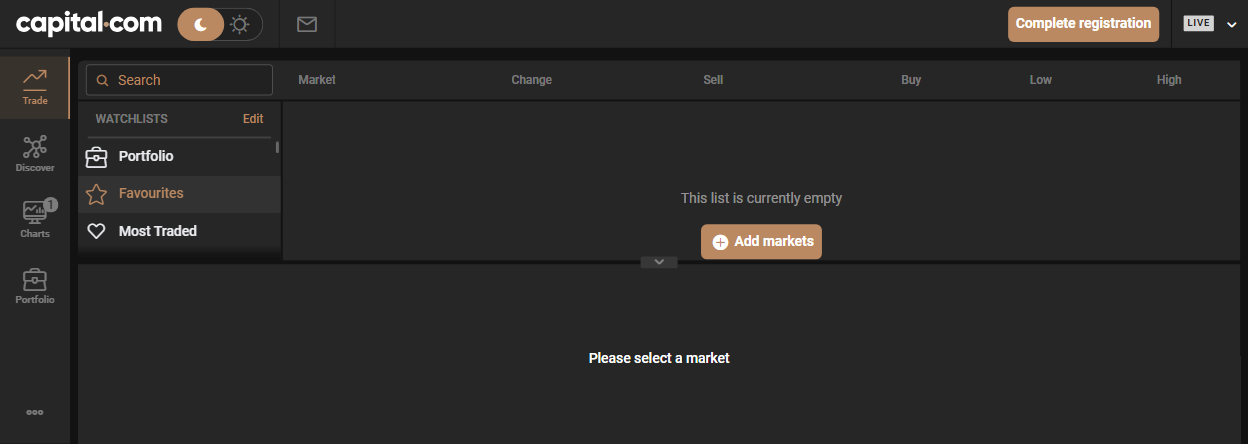 capital.com
Complete registration
LIVE
Trade
Discover
1
Charts
Portfolio
Search
Market Change Sell Buy Low High
WATCHLISTS Edit
Portfolio
Favourites
Most Traded
This list is currently empty
Add markets
Please select a market